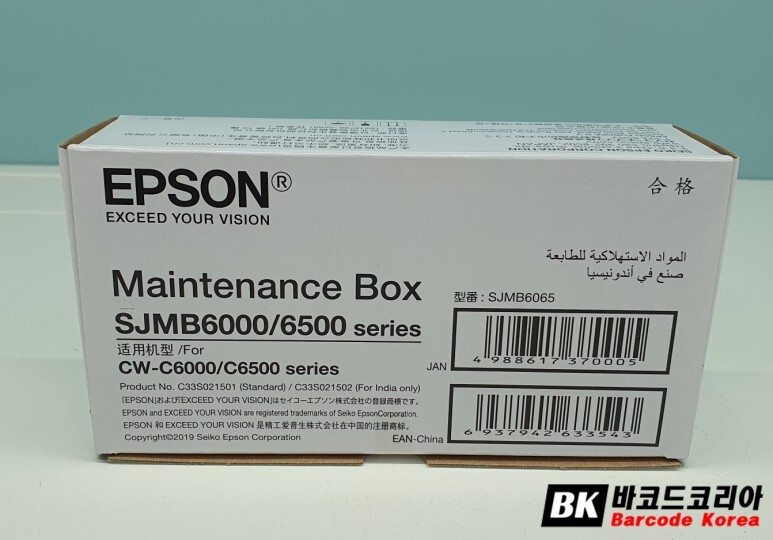 EPSON®
EXCEED YOUR VISION
合格
المواد الاستهلاكية للطابعة
صنع في أندونيسيا
Maintenance Box
SJMB6000/6500 series
适用机型 /For
CW-C6000/C6500 series
型番 : SJMB6065
JAN
4 988617 370005
Product No. C33S021501 (Standard) / C33S021502 (For India only)
「EPSON」および「EXCEED YOUR VISION」はセイコーエプソン株式会社の登録商標です。
EPSON and EXCEED YOUR VISION are registered trademarks of Seiko EpsonCorporation.
EPSON 和 EXCEED YOUR VISION 是精工爱普生株式会社在中国的注册商标。
Copyright©2019 Seiko Epson Corporation
EAN-China
6 937942 633543
BK 바코드코리아
Barcode Korea